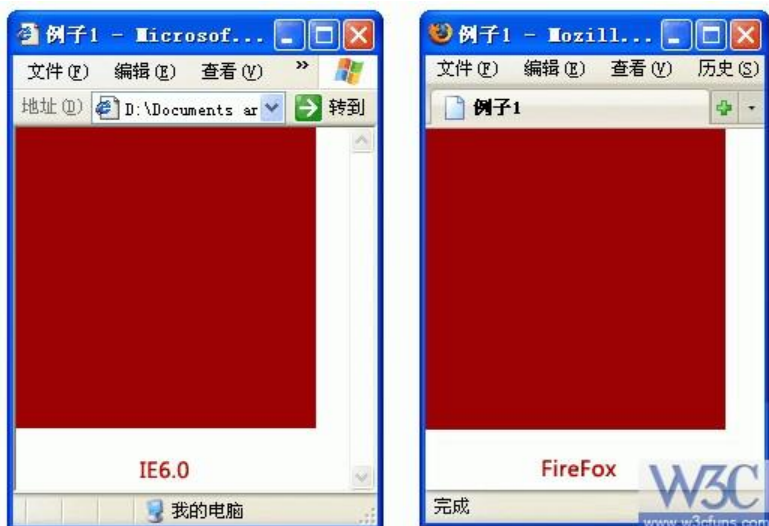 例子1 - Microsof...
文件(F) 编辑(E) 查看(V) »
地址(D) D:\Documents ar 转到
IE6.0
我的电脑
例子1 - Mozill...
文件(F) 编辑(E) 查看(V) 历史(S)
例子1
FireFox
完成
W3C
www.w3cfuns.com